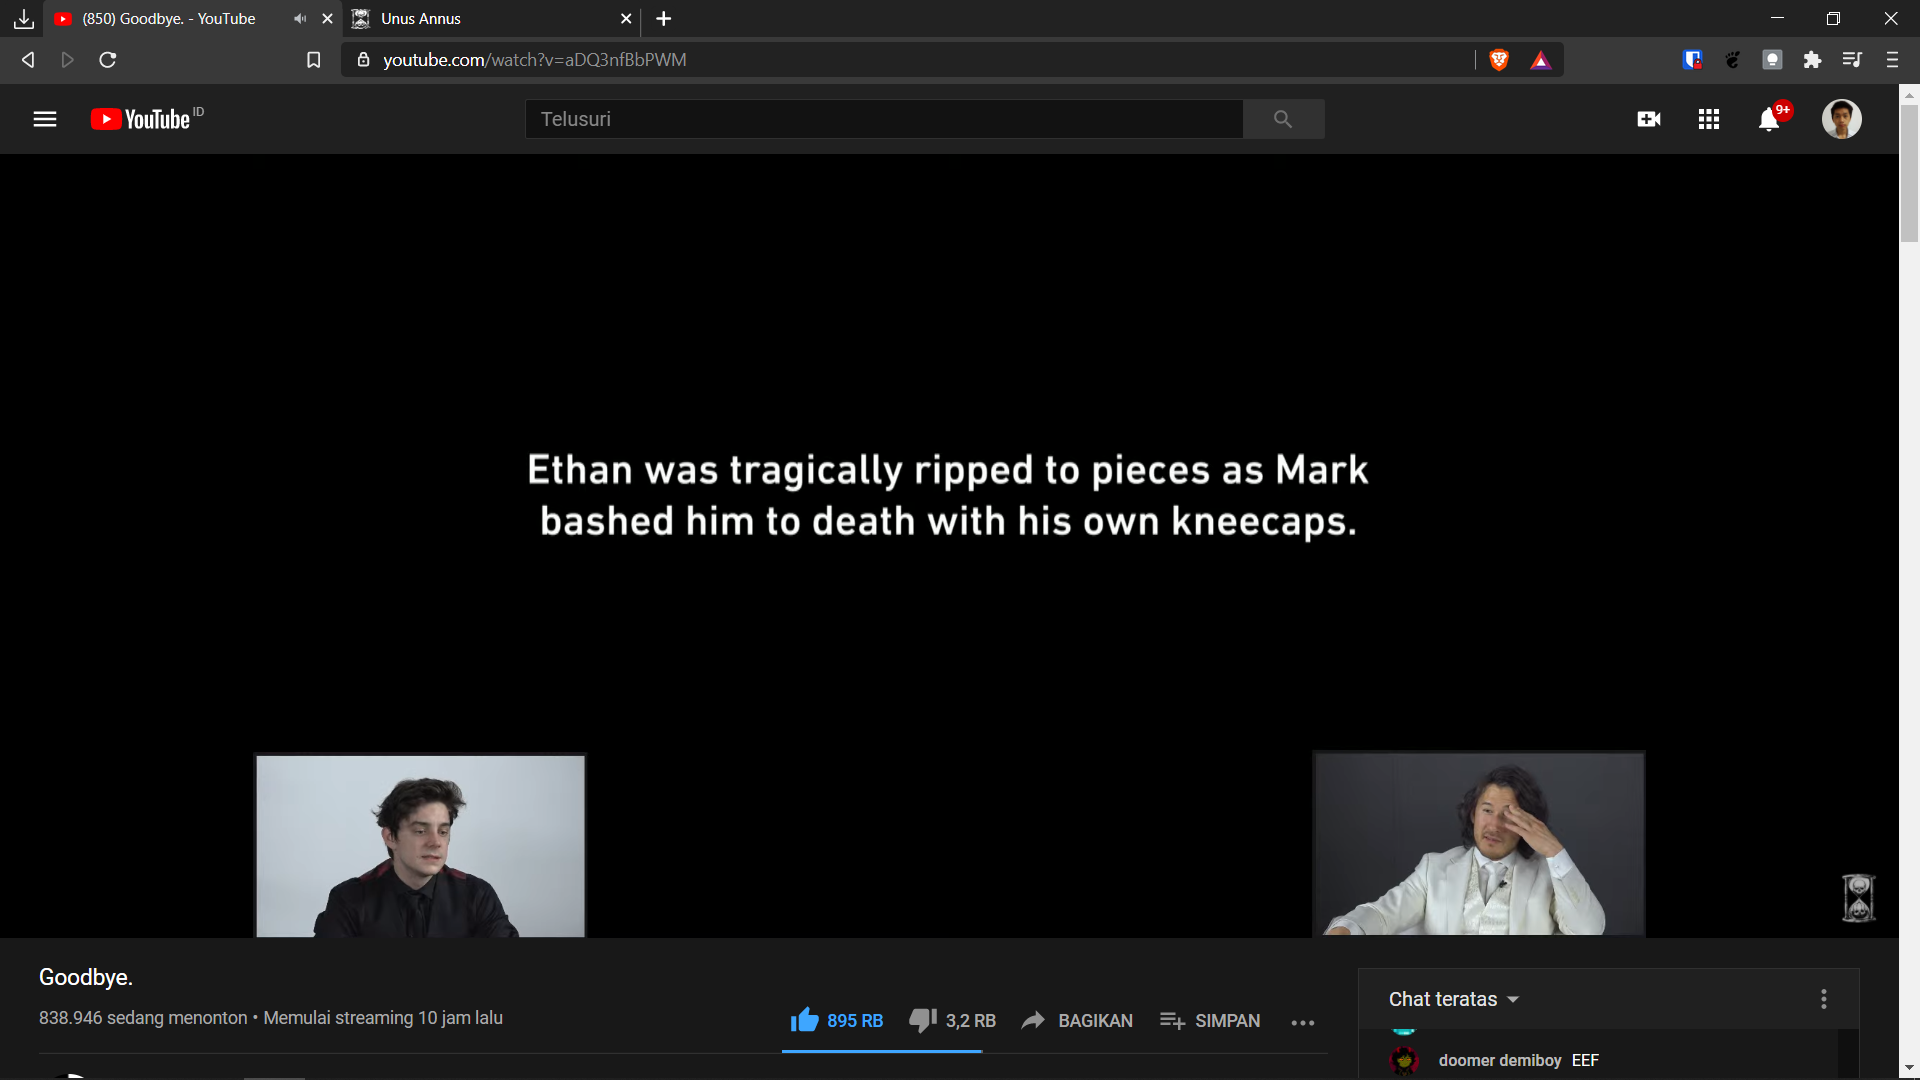 (850) Goodbye. - YouTube
Unus Annus
youtube.com/watch?v=aDQ3nfBbPWM
YouTube ID
Telusuri
9+
Ethan was tragically ripped to pieces as Mark
bashed him to death with his own kneecaps.
Goodbye.
838.946 sedang menonton • Memulai streaming 10 jam lalu
895 RB
3,2 RB
BAGIKAN
SIMPAN
Chat teratas
doomer demiboy EEF